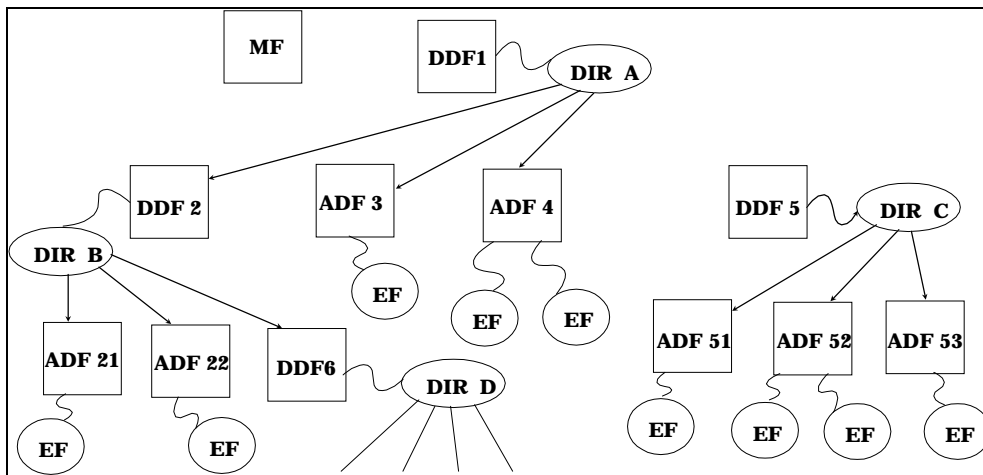 MF
DDF1
DIR A
DDF 2
ADF 3
ADF 4
DDF 5
DIR C
DIR B
EF
EF
EF
ADF 21
ADF 22
DDF6
DIR D
ADF 51
ADF 52
ADF 53
EF
EF
EF
EF
EF
EF